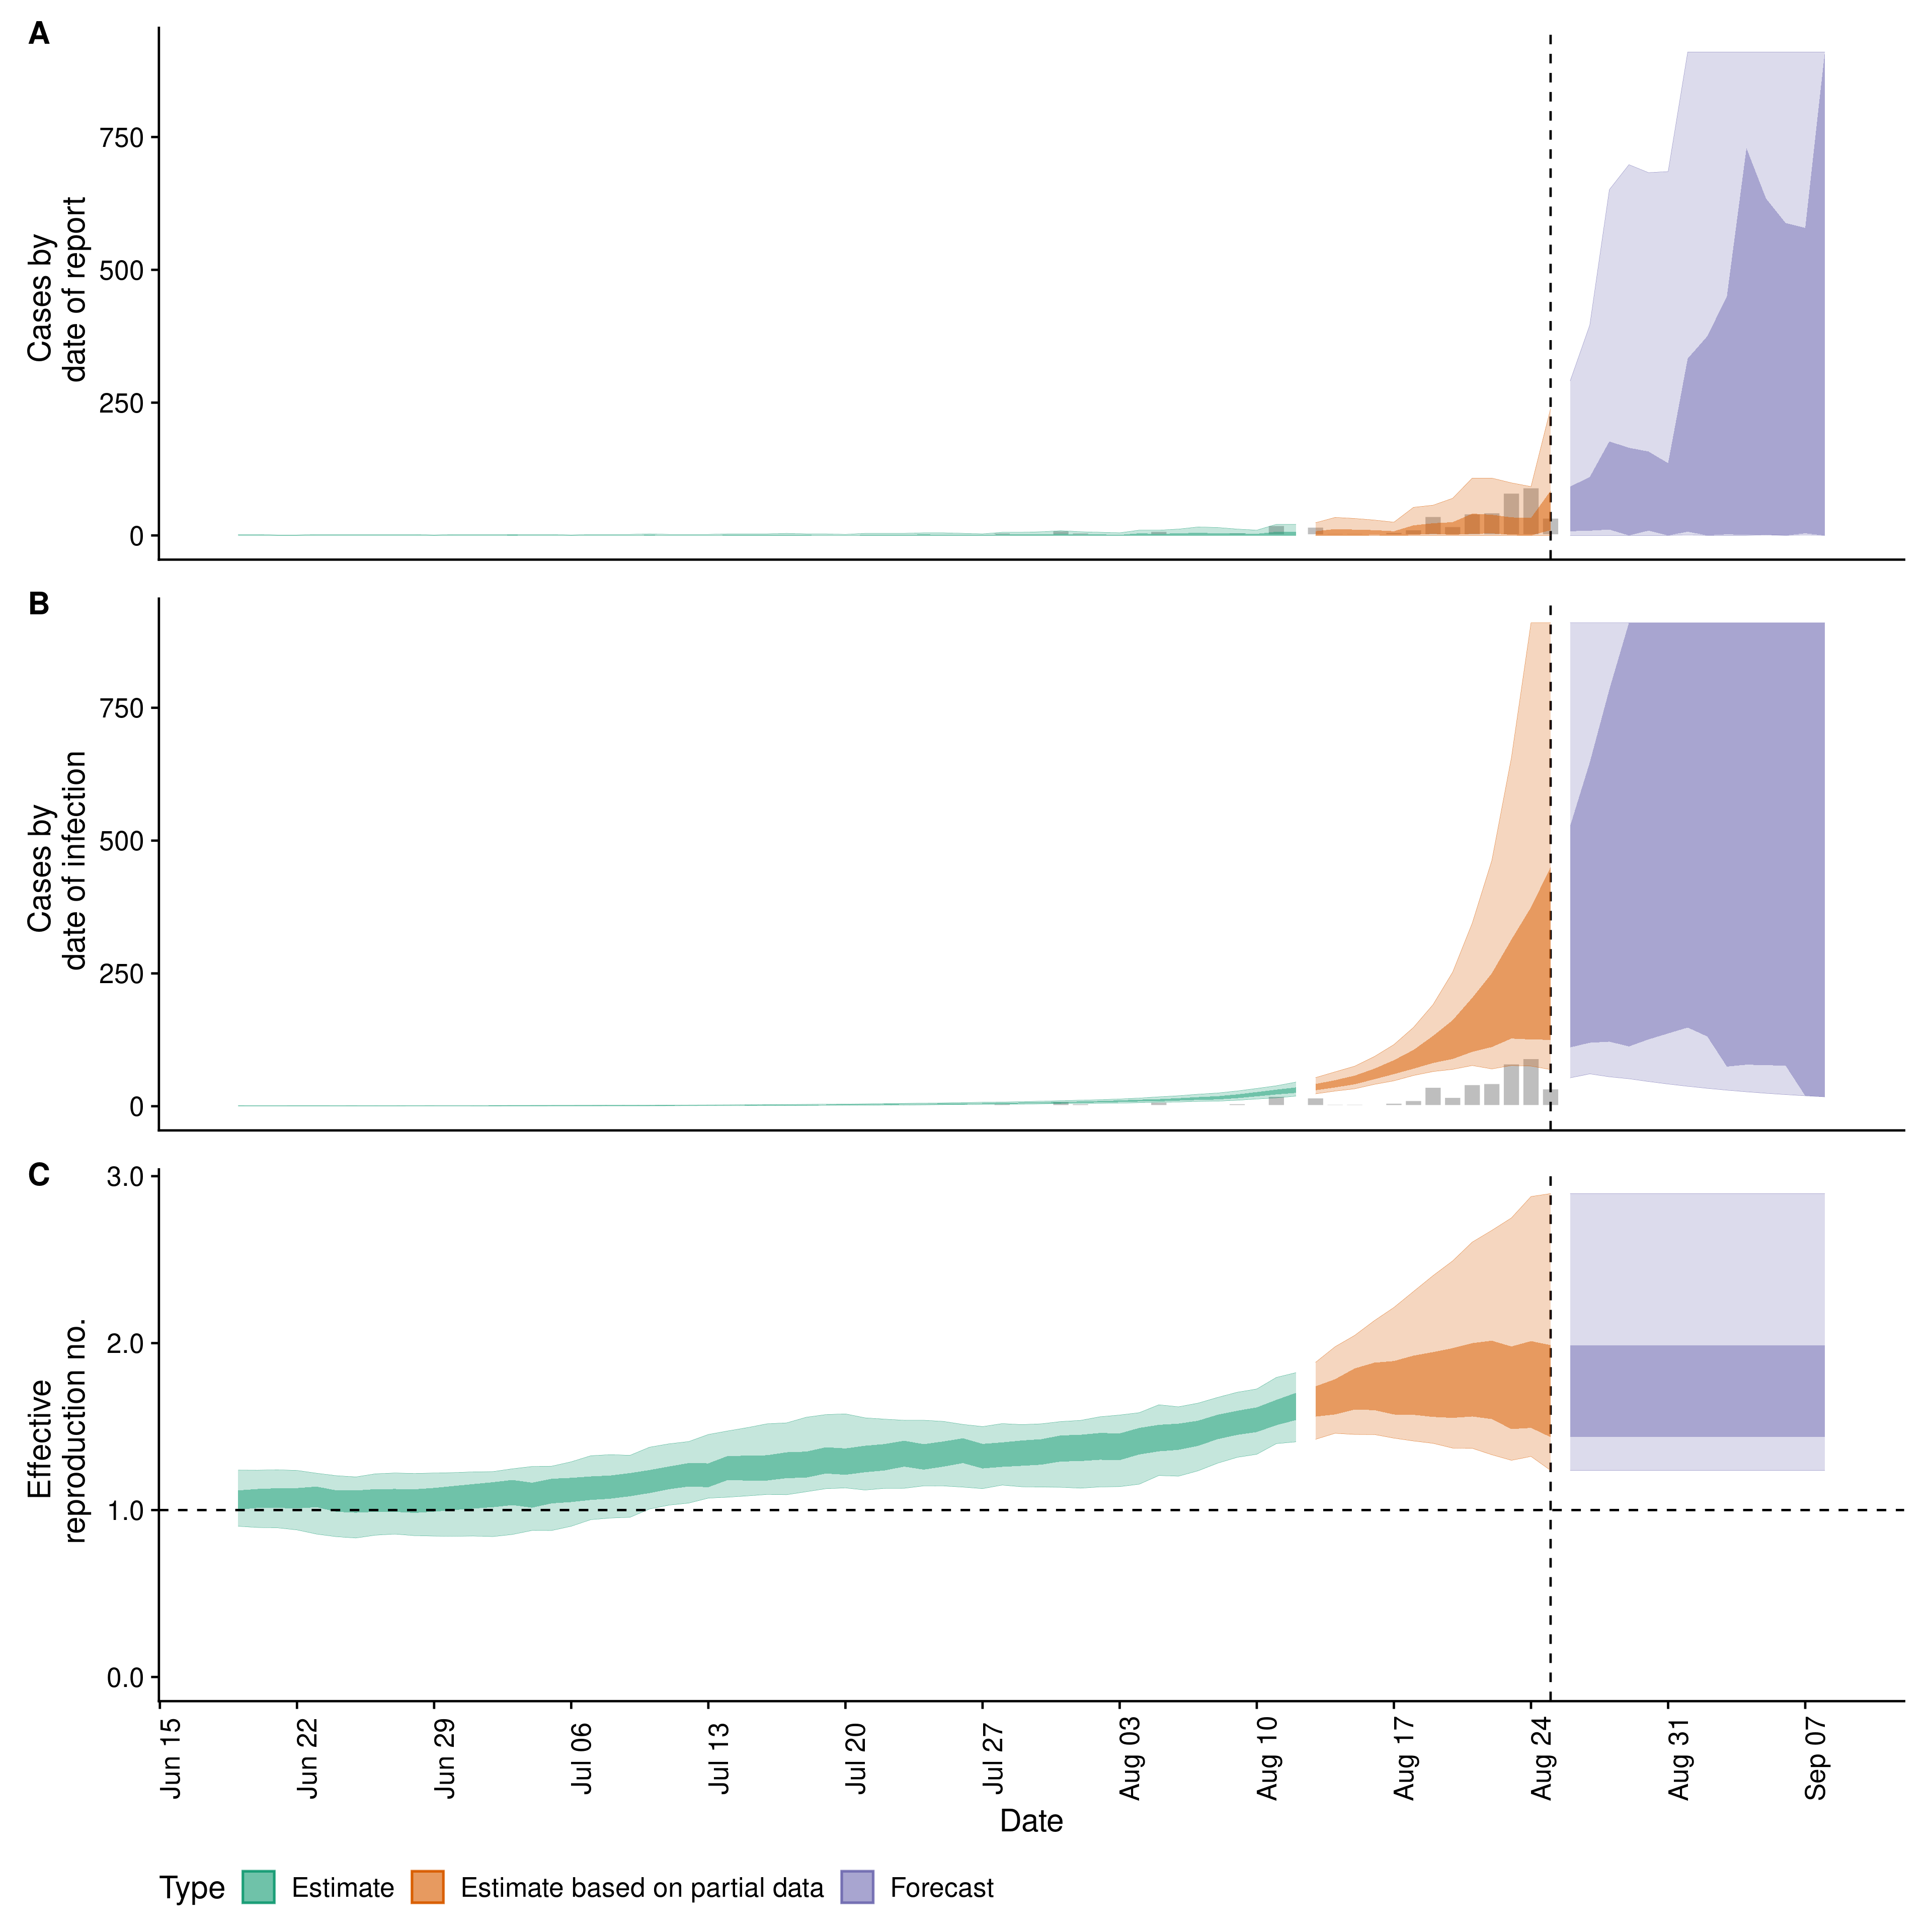 A
Cases by
date of report
750
500
250
0
B
Cases by
date of infection
750
500
250
0
C
Effective
reproduction no.
3.0
2.0
1.0
0.0
Jun 15
Jun 22
Jun 29
Jul 06
Jul 13
Jul 20
Jul 27
Aug 03
Aug 10
Aug 17
Aug 24
Aug 31
Sep 07
Date
Type Estimate Estimate based on partial data Forecast